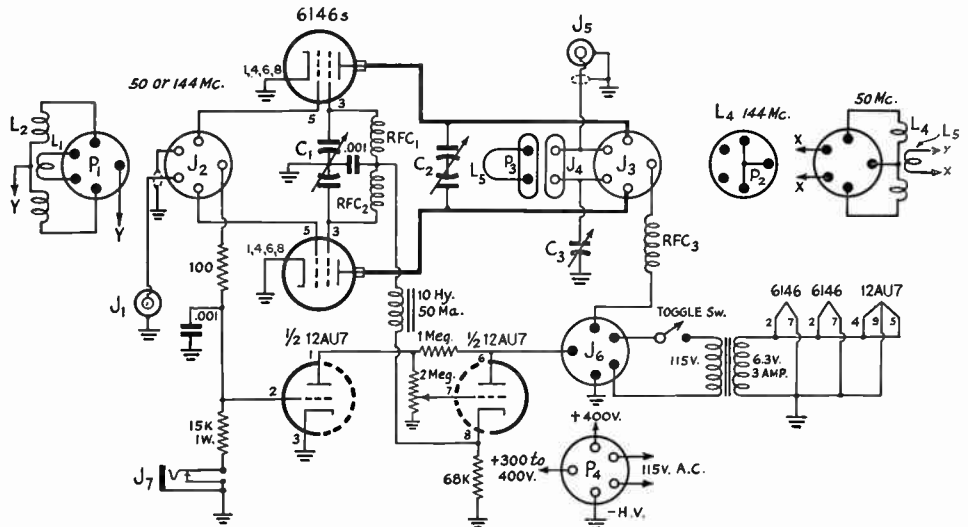 6146s
J5
50 or 144 Mc.
1,4,6,8
5
3
L2
L1
P1
Y
Y
J2
C1
.001
RFC1
RFC2
C2
L5
P3
J4
J3
L4 144 Mc.
P2
50 Mc.
L4
L5
X
X
Y
X
5
3
1,4,6,8
C3
RFC3
100
J1
.001
10 Hy.
50 Ma.
6146
6146
12AU7
TOGGLE Sw.
2
7
2
7
4
9
5
½ 12AU7
1 Meg.
½ 12AU7
1
6
J6
115V.
6.3V.
3 AMP.
2 Meg.
2
7
3
8
15K
1W.
J7
68K
+400V.
+300 to
400V.
P4
115V. A.C.
-H.V.